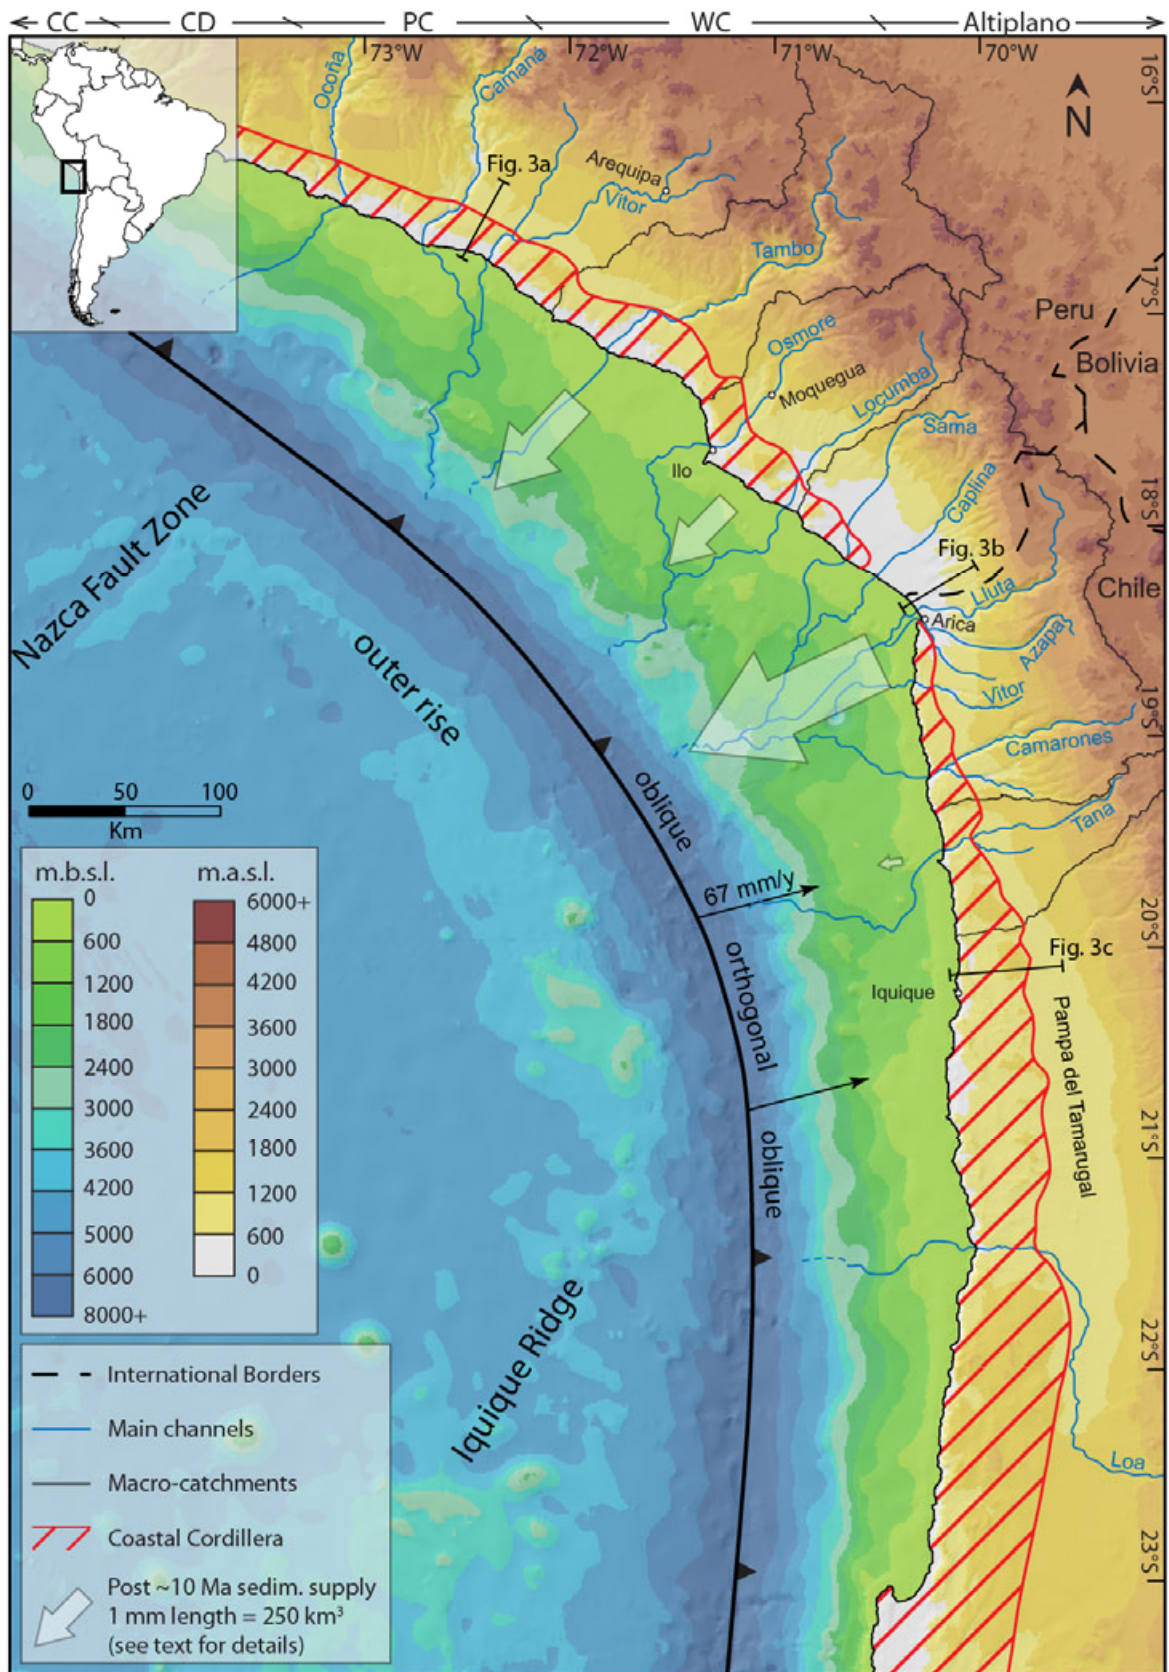 CC CD PC WC Altiplano
73°W 72°W 71°W 70°W
16°S
N
Ocoña
Camaná
Fig. 3a
Arequipa
Vitor
Tambo
17°S
Peru
Bolivia
Osmore
Moquegua
Locumba
Sama
Ilo
Caplina
18°S
Nazca Fault Zone
Fig. 3b
Lluta
Chile
Arica
Azapa
outer rise
Vitor
19°S
Camarones
oblique
Tana
0 50 100
Km
67 mm/y
20°S
orthogonal
Fig. 3c
Iquique
Pampa del Tamarugal
21°S
oblique
m.b.s.l. m.a.s.l.
0 6000+
600 4800
1200 4200
1800 3600
2400 3000
3000 2400
3600 1800
4200 1200
5000 600
6000 0
8000+
Iquique Ridge
22°S
Loa
23°S
International Borders
Main channels
Macro-catchments
Coastal Cordillera
Post ~10 Ma sedim. supply
1 mm length = 250 km³
(see text for details)